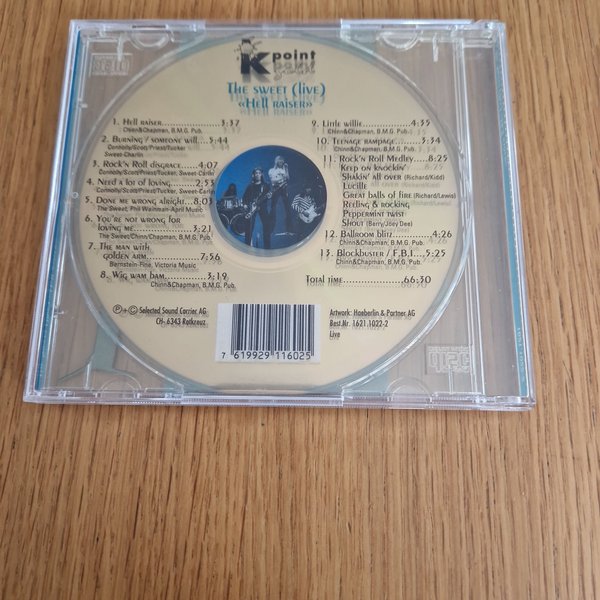 K point
The sweet (live)
«Hell raiser»
1. Hell raiser 3:37
Chinn&Chapman, B.M.G. Pub.
2. Burning / someone will 5:34
Connolly/Scott/Priest/Tucker,
Sweet-Carlin
3. Rock'n Roll disgrace 4:07
Connolly/Scott/Priest/Tucker, Sweet-Carlin
4. Need a lot of loving 2:53
Connolly/Scott/Priest/Tucker, Sweet-Carlin
5. Done me wrong alright 8:03
The Sweet, Phil Wainman-April Music
6. You're not wrong for
loving me 3:21
The Sweet/Chinn/Chapman, B.M.G. Pub.
7. The man with
golden arm 7:56
Bernstein-Fine, Victoria Music
8. Wig wam bam 3:19
Chinn&Chapman, B.M.G. Pub.
9. Little willie 4:35
Chinn&Chapman, B.M.G. Pub.
10. Teenage rampage 3:34
Chinn&Chapman, B.M.G. Pub.
11. Rock'n Roll Medley 8:25
Keep on knockin'
Shakin' all over (Richard/Kidd)
Lucille
Great balls of fire (Richard/Lewis)
Reeling & rocking
Peppermint twist
Shout (Berry/Joey Dee)
12. Ballroom blitz 4:26
Chinn&Chapman, B.M.G. Pub.
13. Blockbuster / F.B.I. 5:25
Chinn&Chapman, B.M.G. Pub.
Total time 66:30
℗+© Selected Sound Carrier AG
CH- 6343 Rotkreuz
Artwork: Haeberlin & Partner AG
Best.Nr. 1621.1022-2
Live
7 619929 116025